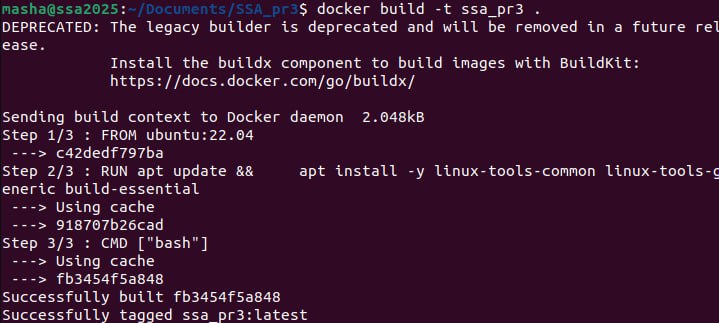 masha@ssa2025:~/Documents/SSA_pr3$ docker build -t ssa_pr3 .
DEPRECATED: The legacy builder is deprecated and will be removed in a future rel
ease.
            Install the buildx component to build images with BuildKit:
            https://docs.docker.com/go/buildx/

Sending build context to Docker daemon  2.048kB
Step 1/3 : FROM ubuntu:22.04
 ---> c42dedf797ba
Step 2/3 : RUN apt update &&     apt install -y linux-tools-common linux-tools-g
eneric build-essential
 ---> Using cache
 ---> 918707b26cad
Step 3/3 : CMD ["bash"]
 ---> Using cache
 ---> fb3454f5a848
Successfully built fb3454f5a848
Successfully tagged ssa_pr3:latest